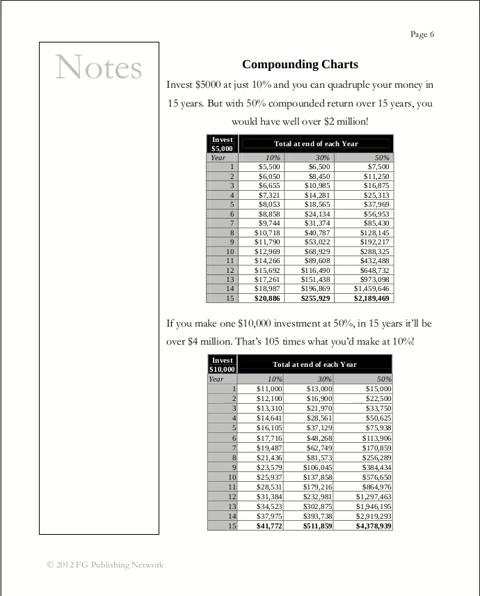 Page 6
Notes
Compounding Charts
Invest $5000 at just 10% and you can quadruple your money in
15 years. But with 50% compounded return over 15 years, you
would have well over $2 million!
Invest $5,000 Total at end of each Year
Year 10% 30% 50%
1 $5,500 $6,500 $7,500
2 $6,050 $8,450 $11,250
3 $6,655 $10,985 $16,875
4 $7,321 $14,281 $25,313
5 $8,053 $18,565 $37,969
6 $8,858 $24,134 $56,953
7 $9,744 $31,374 $85,430
8 $10,718 $40,787 $128,145
9 $11,790 $53,022 $192,217
10 $12,969 $68,929 $288,325
11 $14,266 $89,608 $432,488
12 $15,692 $116,490 $648,732
13 $17,261 $151,438 $973,098
14 $18,987 $196,869 $1,459,646
15 $20,886 $255,929 $2,189,469
If you make one $10,000 investment at 50%, in 15 years it'll be
over $4 million. That's 105 times what you'd make at 10%!
Invest $10,000 Total at end of each Year
Year 10% 30% 50%
1 $11,000 $13,000 $15,000
2 $12,100 $16,900 $22,500
3 $13,310 $21,970 $33,750
4 $14,641 $28,561 $50,625
5 $16,105 $37,129 $75,938
6 $17,716 $48,268 $113,906
7 $19,487 $62,749 $170,859
8 $21,436 $81,573 $256,289
9 $23,579 $106,045 $384,434
10 $25,937 $137,858 $576,650
11 $28,531 $179,216 $864,976
12 $31,384 $232,981 $1,297,463
13 $34,523 $302,875 $1,946,195
14 $37,975 $393,738 $2,919,293
15 $41,772 $511,859 $4,378,939
© 2012 FG Publishing Network